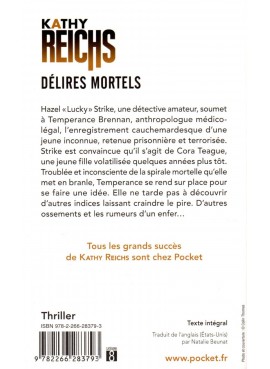 KATHY
REICHS
DÉLIRES MORTELS
Hazel «Lucky» Strike, une détective amateur, soumet
à Temperance Brennan, anthropologue médico-
légal, l'enregistrement cauchemardesque d'une
jeune inconnue, retenue prisonnière et terrorisée.
Strike est convaincue qu'il s'agit de Cora Teague,
une jeune fille volatilisée quelques années plus tôt.
Troublée et inconsciente de la spirale mortelle qu'elle
met en branle, Temperance se rend sur place pour
se faire une idée. Elle ne tarde pas à découvrir
d'autres indices laissant craindre le pire. D'autres
ossements et les rumeurs d'un enfer…
Tous les grands succès
de KATHY REICHS sont chez Pocket
Thriller
ISBN 978-2-266-28379-3
Texte intégral
Traduit de l'anglais (États-Unis)
par Natalie Beunat
9 782266 283793
8
www.pocket.fr